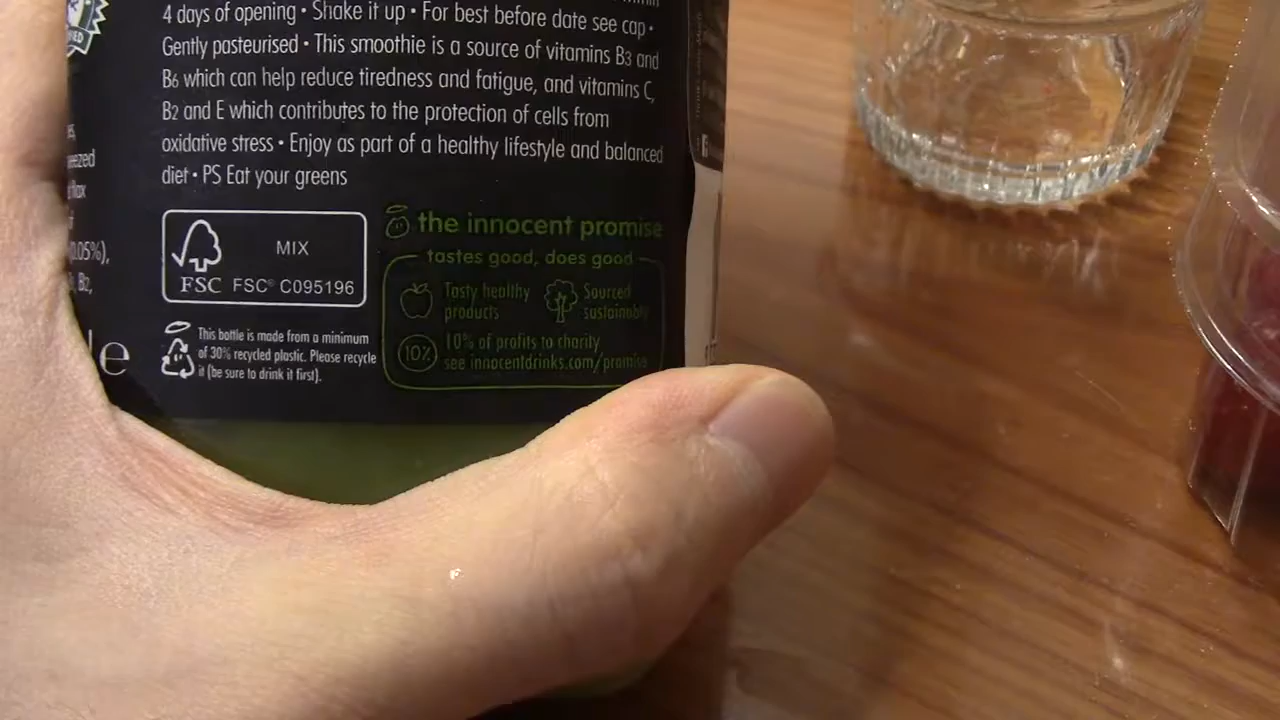 4 days of opening • Shake it up • For best before date see cap •
Gently pasteurised • This smoothie is a source of vitamins B3 and
B6 which can help reduce tiredness and fatigue, and vitamins C,
B2 and E which contributes to the protection of cells from
oxidative stress • Enjoy as part of a healthy lifestyle and balanced
diet • PS Eat your greens
MIX
FSC FSC® C095196
This bottle is made from a minimum
of 30% recycled plastic. Please recycle
it (be sure to drink it first).
the innocent promise
tastes good, does good
Tasty healthy
products
Sourced
sustainably
10%
10% of profits to charity
see innocentdrinks.com/promise
0.05%),
B2,
e